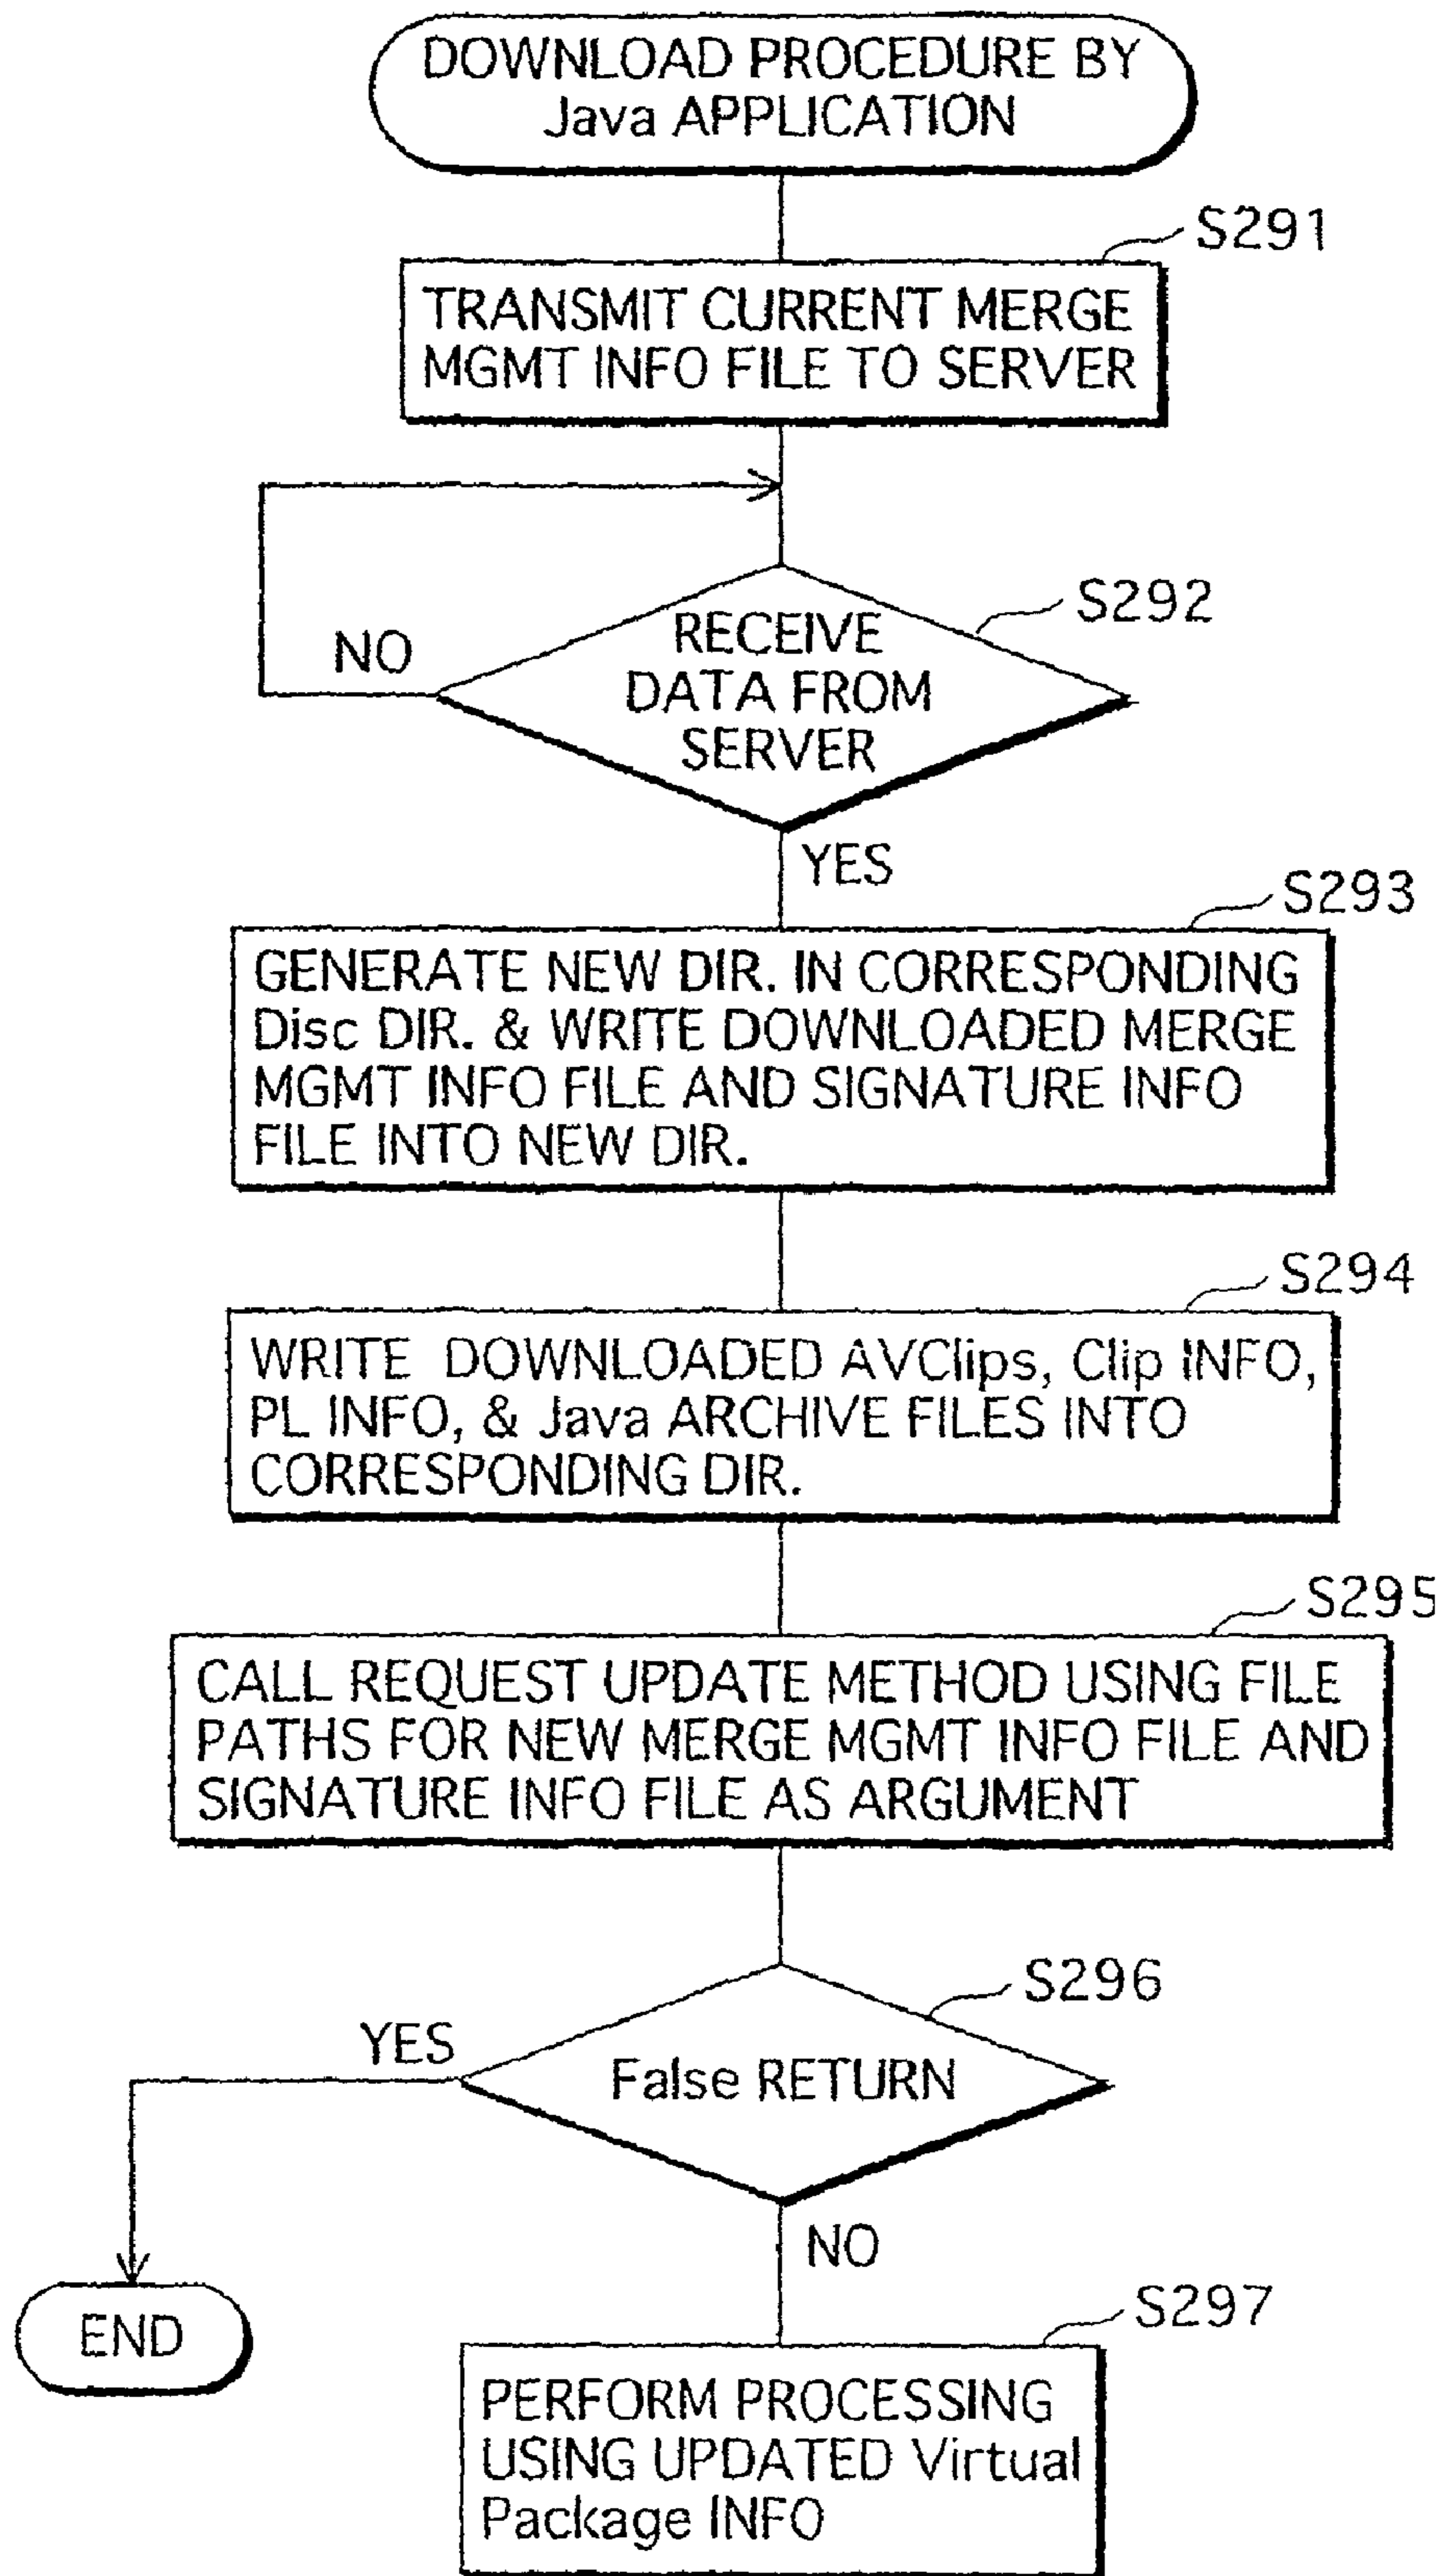 DOWNLOAD PROCEDURE BY
Java APPLICATION
S291
TRANSMIT CURRENT MERGE
MGMT INFO FILE TO SERVER
S292
RECEIVE
DATA FROM
SERVER
NO
YES
S293
GENERATE NEW DIR. IN CORRESPONDING
Disc DIR. & WRITE DOWNLOADED MERGE
MGMT INFO FILE AND SIGNATURE INFO
FILE INTO NEW DIR.
S294
WRITE DOWNLOADED AVClips, Clip INFO,
PL INFO, & Java ARCHIVE FILES INTO
CORRESPONDING DIR.
S295
CALL REQUEST UPDATE METHOD USING FILE
PATHS FOR NEW MERGE MGMT INFO FILE AND
SIGNATURE INFO FILE AS ARGUMENT
S296
YES
False RETURN
NO
END
S297
PERFORM PROCESSING
USING UPDATED Virtual
Package INFO